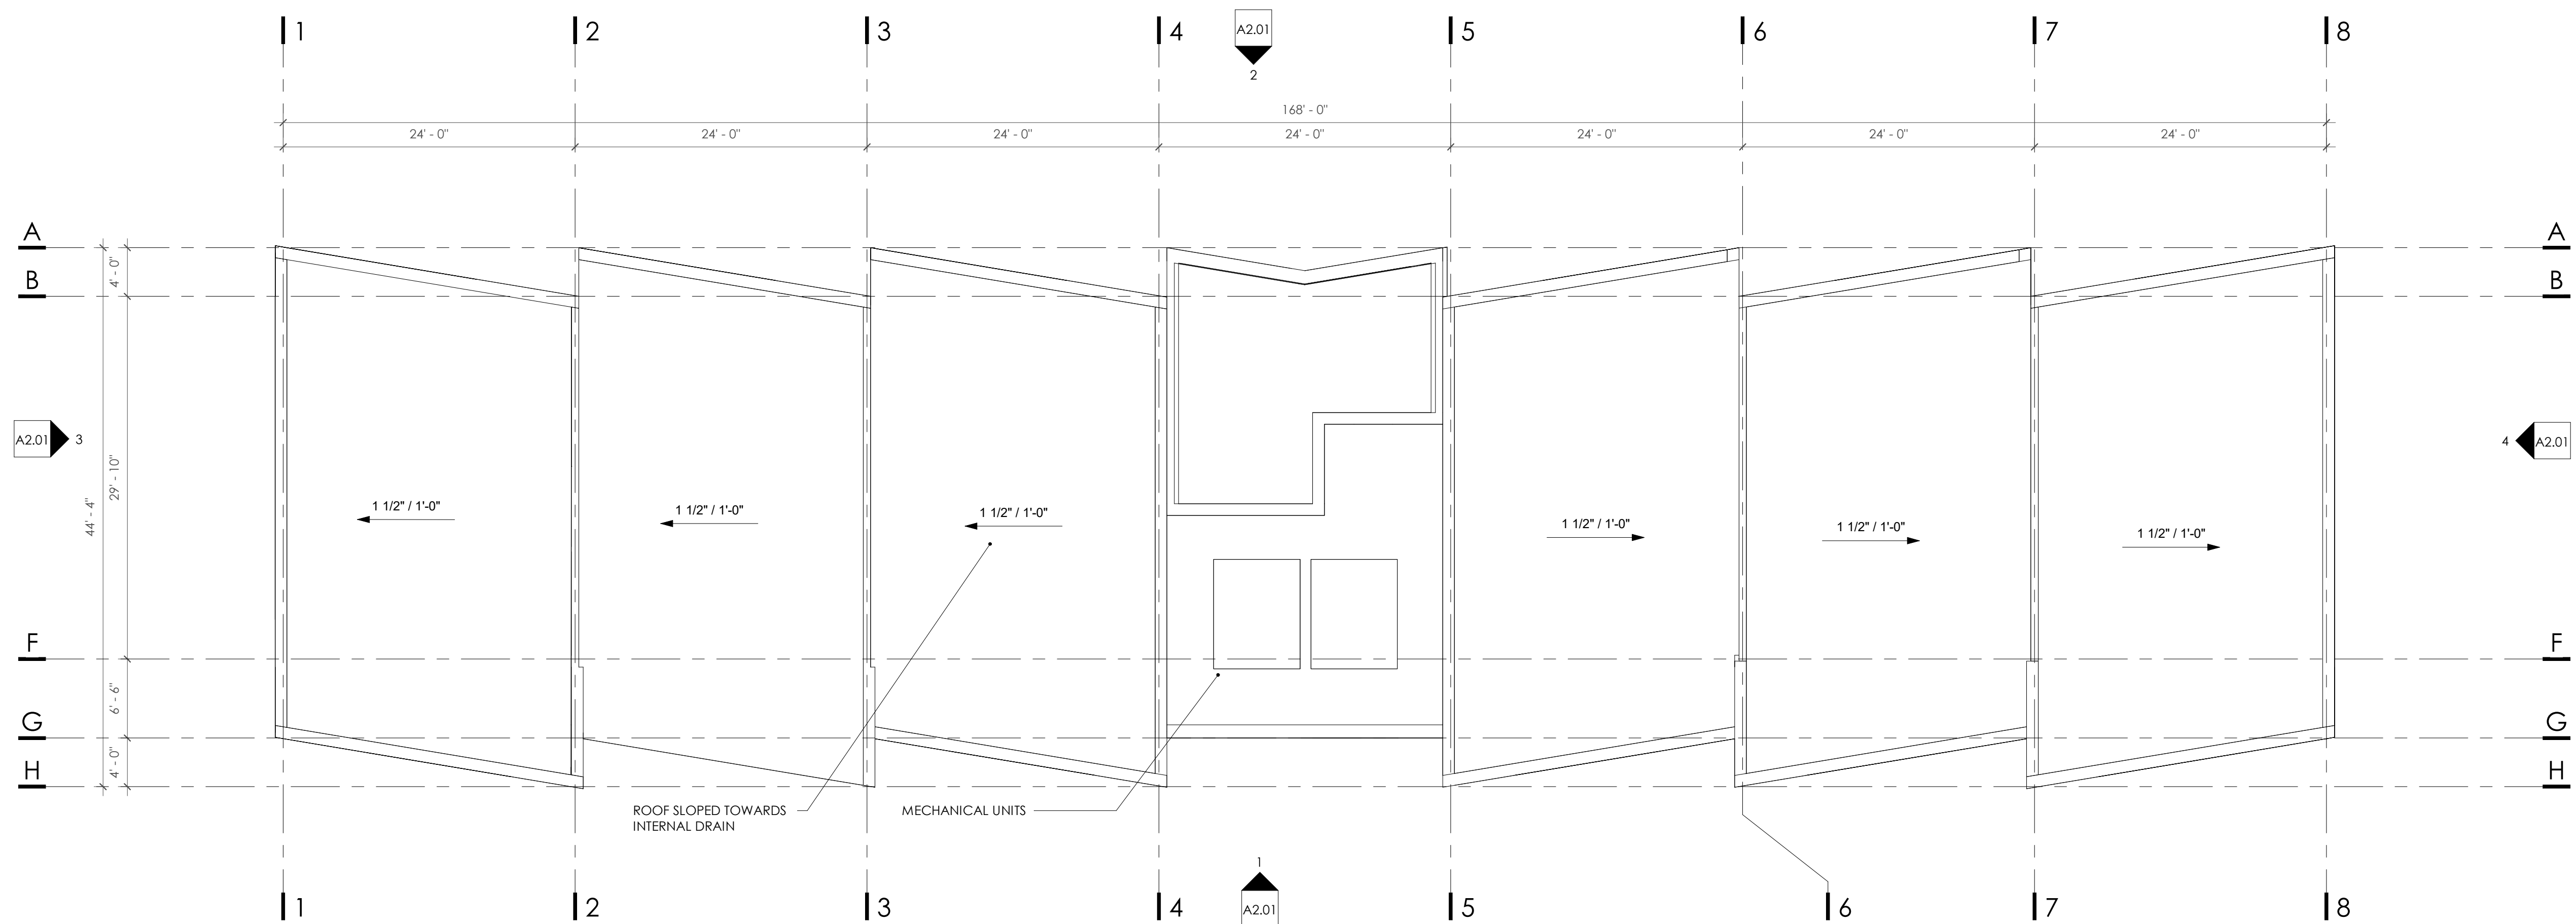 1 2 3 4 5 6 7 8
A2.01
2
168' - 0"
24' - 0" 24' - 0" 24' - 0" 24' - 0" 24' - 0" 24' - 0" 24' - 0"
A A
4' - 0"
B B
A2.01 3
4 A2.01
29' - 10"
44' - 4"
1 1/2" / 1'-0" 1 1/2" / 1'-0" 1 1/2" / 1'-0" 1 1/2" / 1'-0" 1 1/2" / 1'-0" 1 1/2" / 1'-0"
F F
6' - 6"
G G
4' - 0"
H H
ROOF SLOPED TOWARDS
INTERNAL DRAIN
MECHANICAL UNITS
1
A2.01
1 2 3 4 5 6 7 8